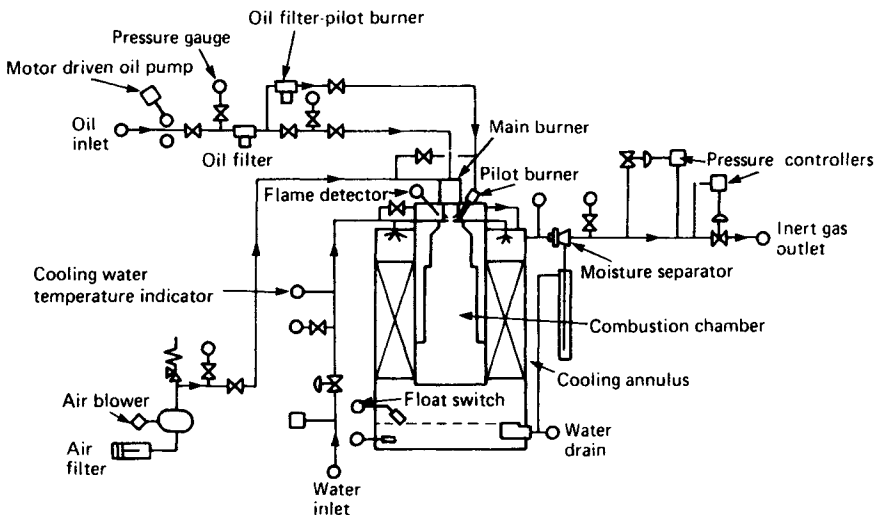 Oil filter-pilot burner
Pressure gauge
Motor driven oil pump
Oil
inlet
Oil filter
Main burner
Pilot burner
Flame detector
Pressure controllers
Inert gas
outlet
Moisture separator
Cooling water
temperature indicator
Combustion chamber
Cooling annulus
Float switch
Air blower
Air
filter
Water
drain
Water
inlet